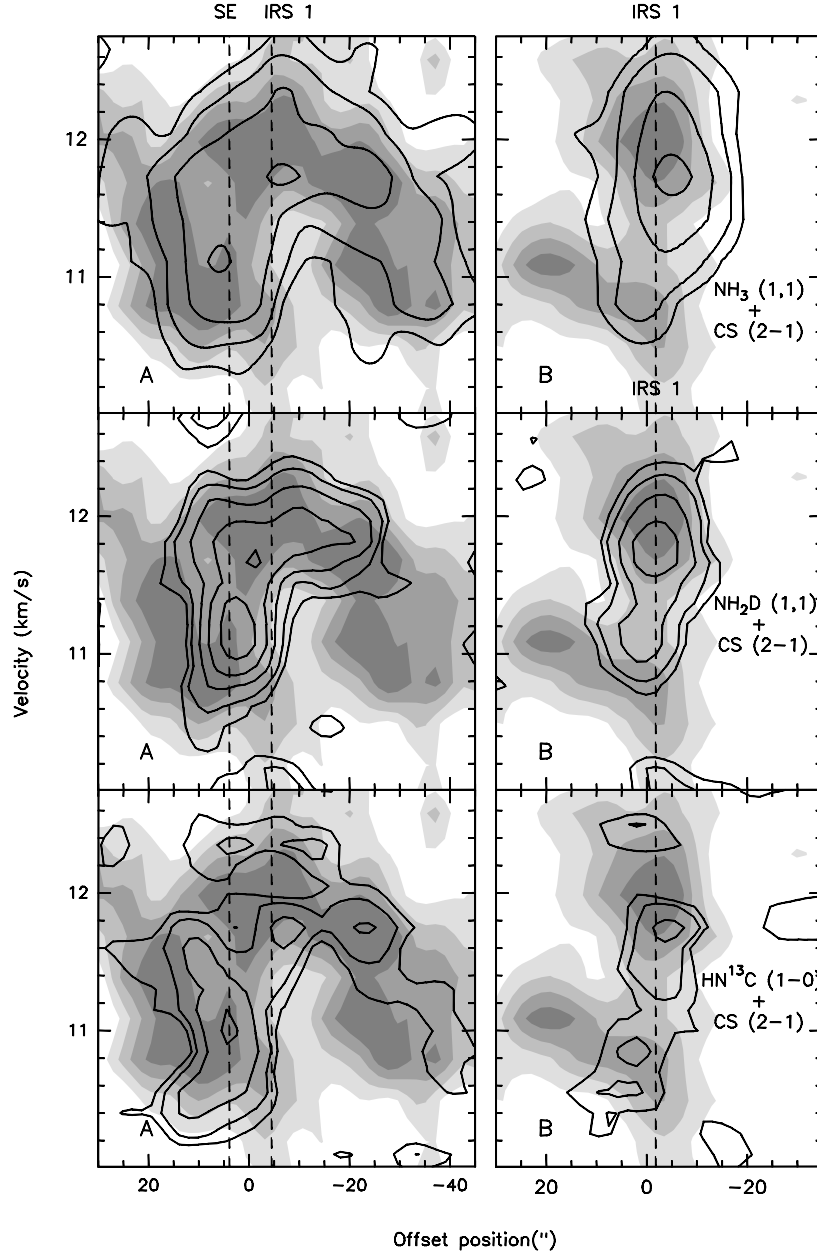 SE IRS 1 IRS 1
12
11
A
B
NH₃ (1,1)
+
CS (2-1)
IRS 1
12
11
A
B
NH₂D (1,1)
+
CS (2-1)
Velocity (km/s)
12
11
A
B
HN¹³C (1-0)
+
CS (2-1)
20 0 -20 -40 20 0 -20
Offset position(")